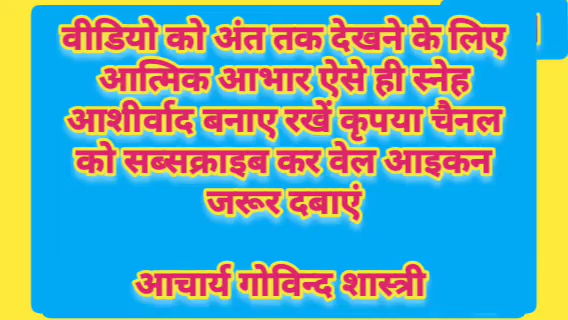 वीडियो को अंत तक देखने के लिए
आत्मिक आभार ऐसे ही स्नेह
आशीर्वाद बनाए रखें कृपया चैनल
को सब्सक्राइब कर वेल आइकन
जरूर दबाएं
आचार्य गोविन्द शास्त्री